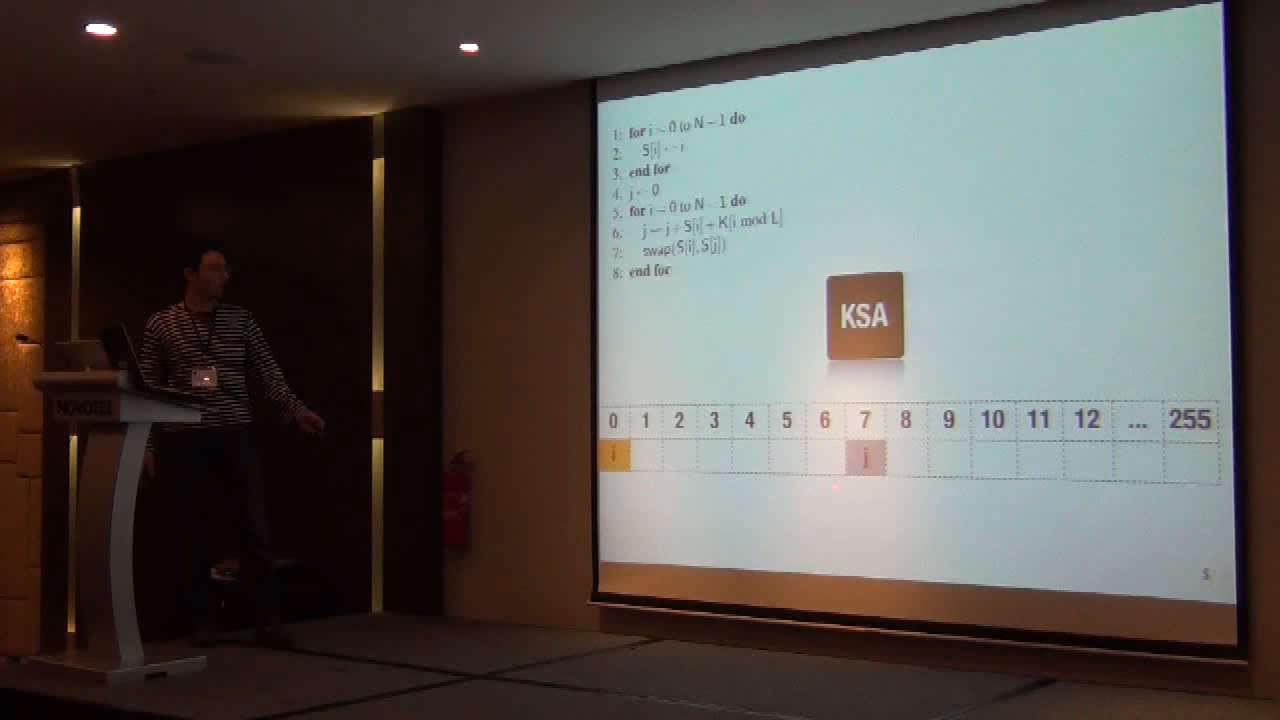 1: for i = 0 to N − 1 do
2: S[i] ← i
3: end for
4: j ← 0
5: for i = 0 to N − 1 do
6: j ← j + S[i] + K[i mod L]
7: swap(S[i], S[j])
8: end for
KSA
0 1 2 3 4 5 6 7 8 9 10 11 12 ... 255
i j
NOVOTEL